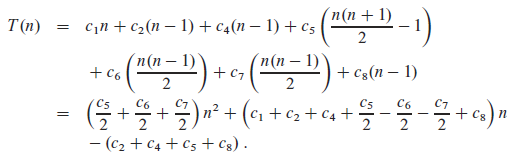 T(n) = c₁n + c₂(n − 1) + c₄(n − 1) + c₅ (n(n + 1)/2 − 1)
+ c₆ (n(n − 1)/2) + c₇ (n(n − 1)/2) + c₈(n − 1)
= (c₅/2 + c₆/2 + c₇/2) n² + (c₁ + c₂ + c₄ + c₅/2 − c₆/2 − c₇/2 + c₈) n
− (c₂ + c₄ + c₅ + c₈) .